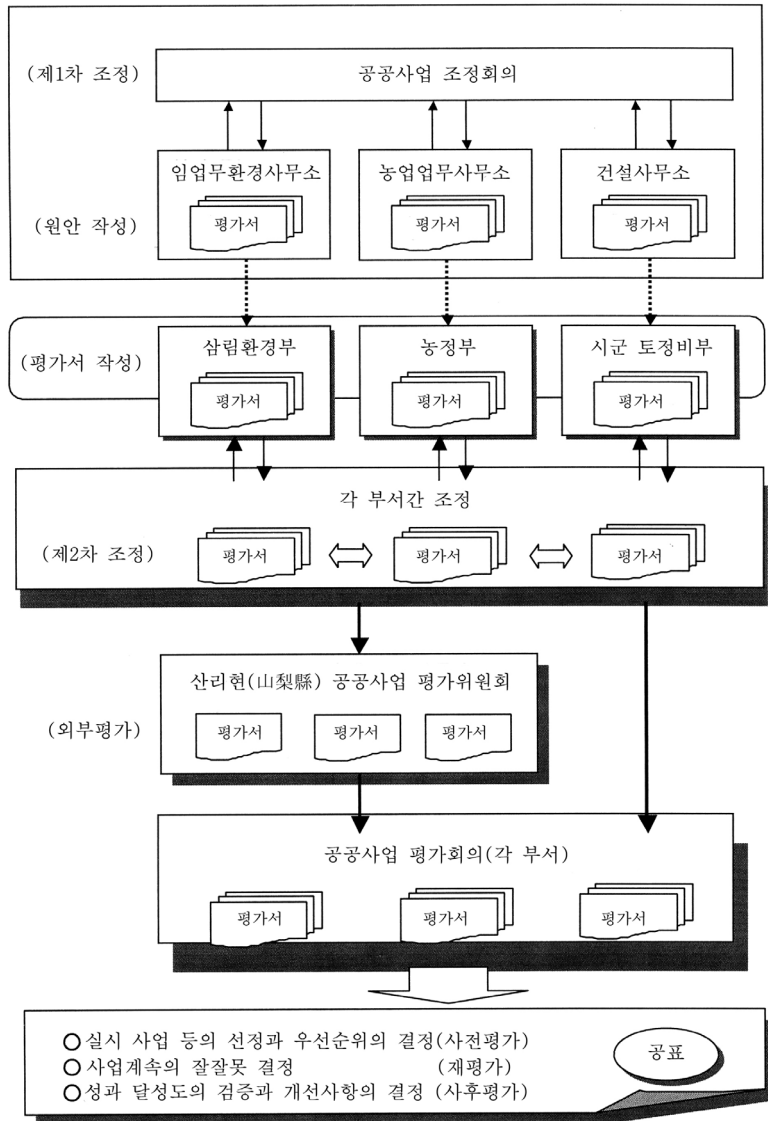 (제1차 조정)
공공사업 조정회의
임업무환경사무소
농업업무사무소
건설사무소
(원안 작성)
평가서
평가서
평가서
삼림환경부
농정부
시군 토정비부
(평가서 작성)
평가서
평가서
평가서
각 부서간 조정
(제2차 조정)
평가서
평가서
평가서
산리현(山梨縣) 공공사업 평가위원회
(외부평가)
평가서
평가서
평가서
공공사업 평가회의(각 부서)
평가서
평가서
평가서
○실시 사업 등의 선정과 우선순위의 결정(사전평가)
○사업계속의 잘잘못 결정 (재평가)
○성과 달성도의 검증과 개선사항의 결정 (사후평가)
공표